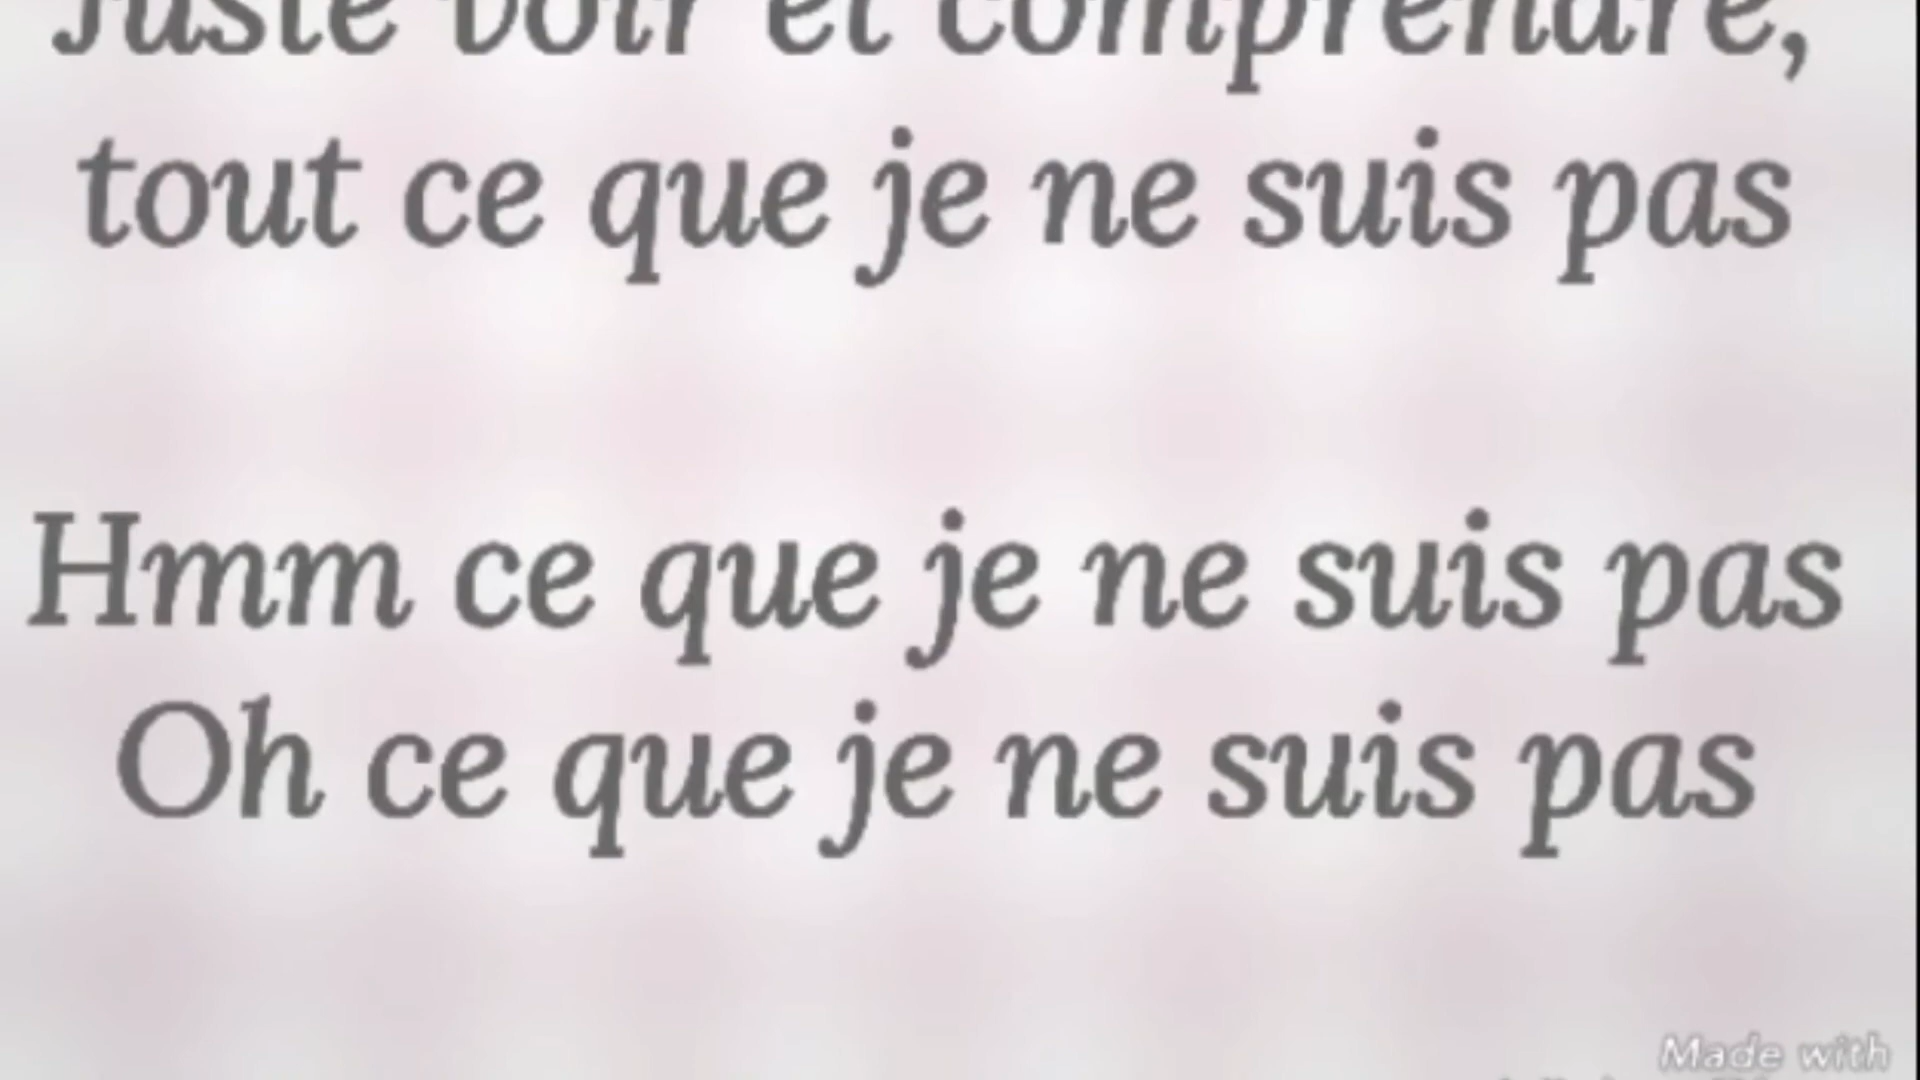 Juste voir et comprendre,
tout ce que je ne suis pas
Hmm ce que je ne suis pas
Oh ce que je ne suis pas
Made with